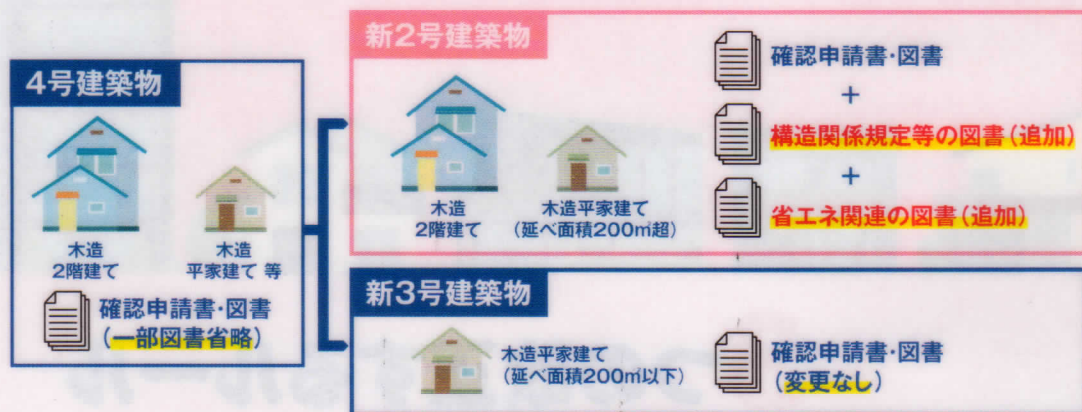 4号建築物
木造
2階建て
木造
平家建て 等
確認申請書・図書
(一部図書省略)
新2号建築物
木造
2階建て
木造平家建て
(延べ面積200㎡超)
確認申請書・図書
+
構造関係規定等の図書(追加)
+
省エネ関連の図書(追加)
新3号建築物
木造平家建て
(延べ面積200㎡以下)
確認申請書・図書
(変更なし)